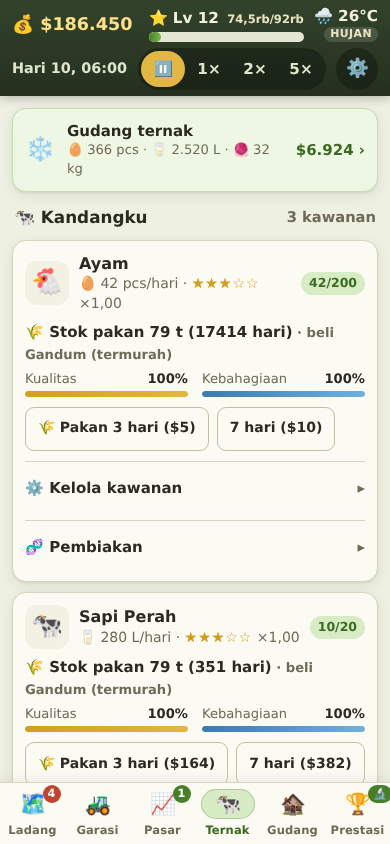 $186.450
Lv 12 74,5rb/92rb
26°C
HUJAN
Hari 10, 06:00
1× 2× 5×
Gudang ternak
366 pcs · 2.520 L · 32 kg
$6.924 ›
Kandangku
3 kawanan
Ayam
42 pcs/hari · ★★★☆☆ ×1,00
42/200
Stok pakan 79 t (17414 hari) · beli
Gandum (termurah)
Kualitas 100%
Kebahagiaan 100%
Pakan 3 hari ($5)
7 hari ($10)
Kelola kawanan ▸
Pembiakan ▸
Sapi Perah
280 L/hari · ★★★☆☆ ×1,00
10/20
Stok pakan 79 t (351 hari) · beli
Gandum (termurah)
Kualitas 100%
Kebahagiaan 100%
Pakan 3 hari ($164)
7 hari ($382)
4
1
Ladang
Garasi
Pasar
Ternak
Gudang
Prestasi